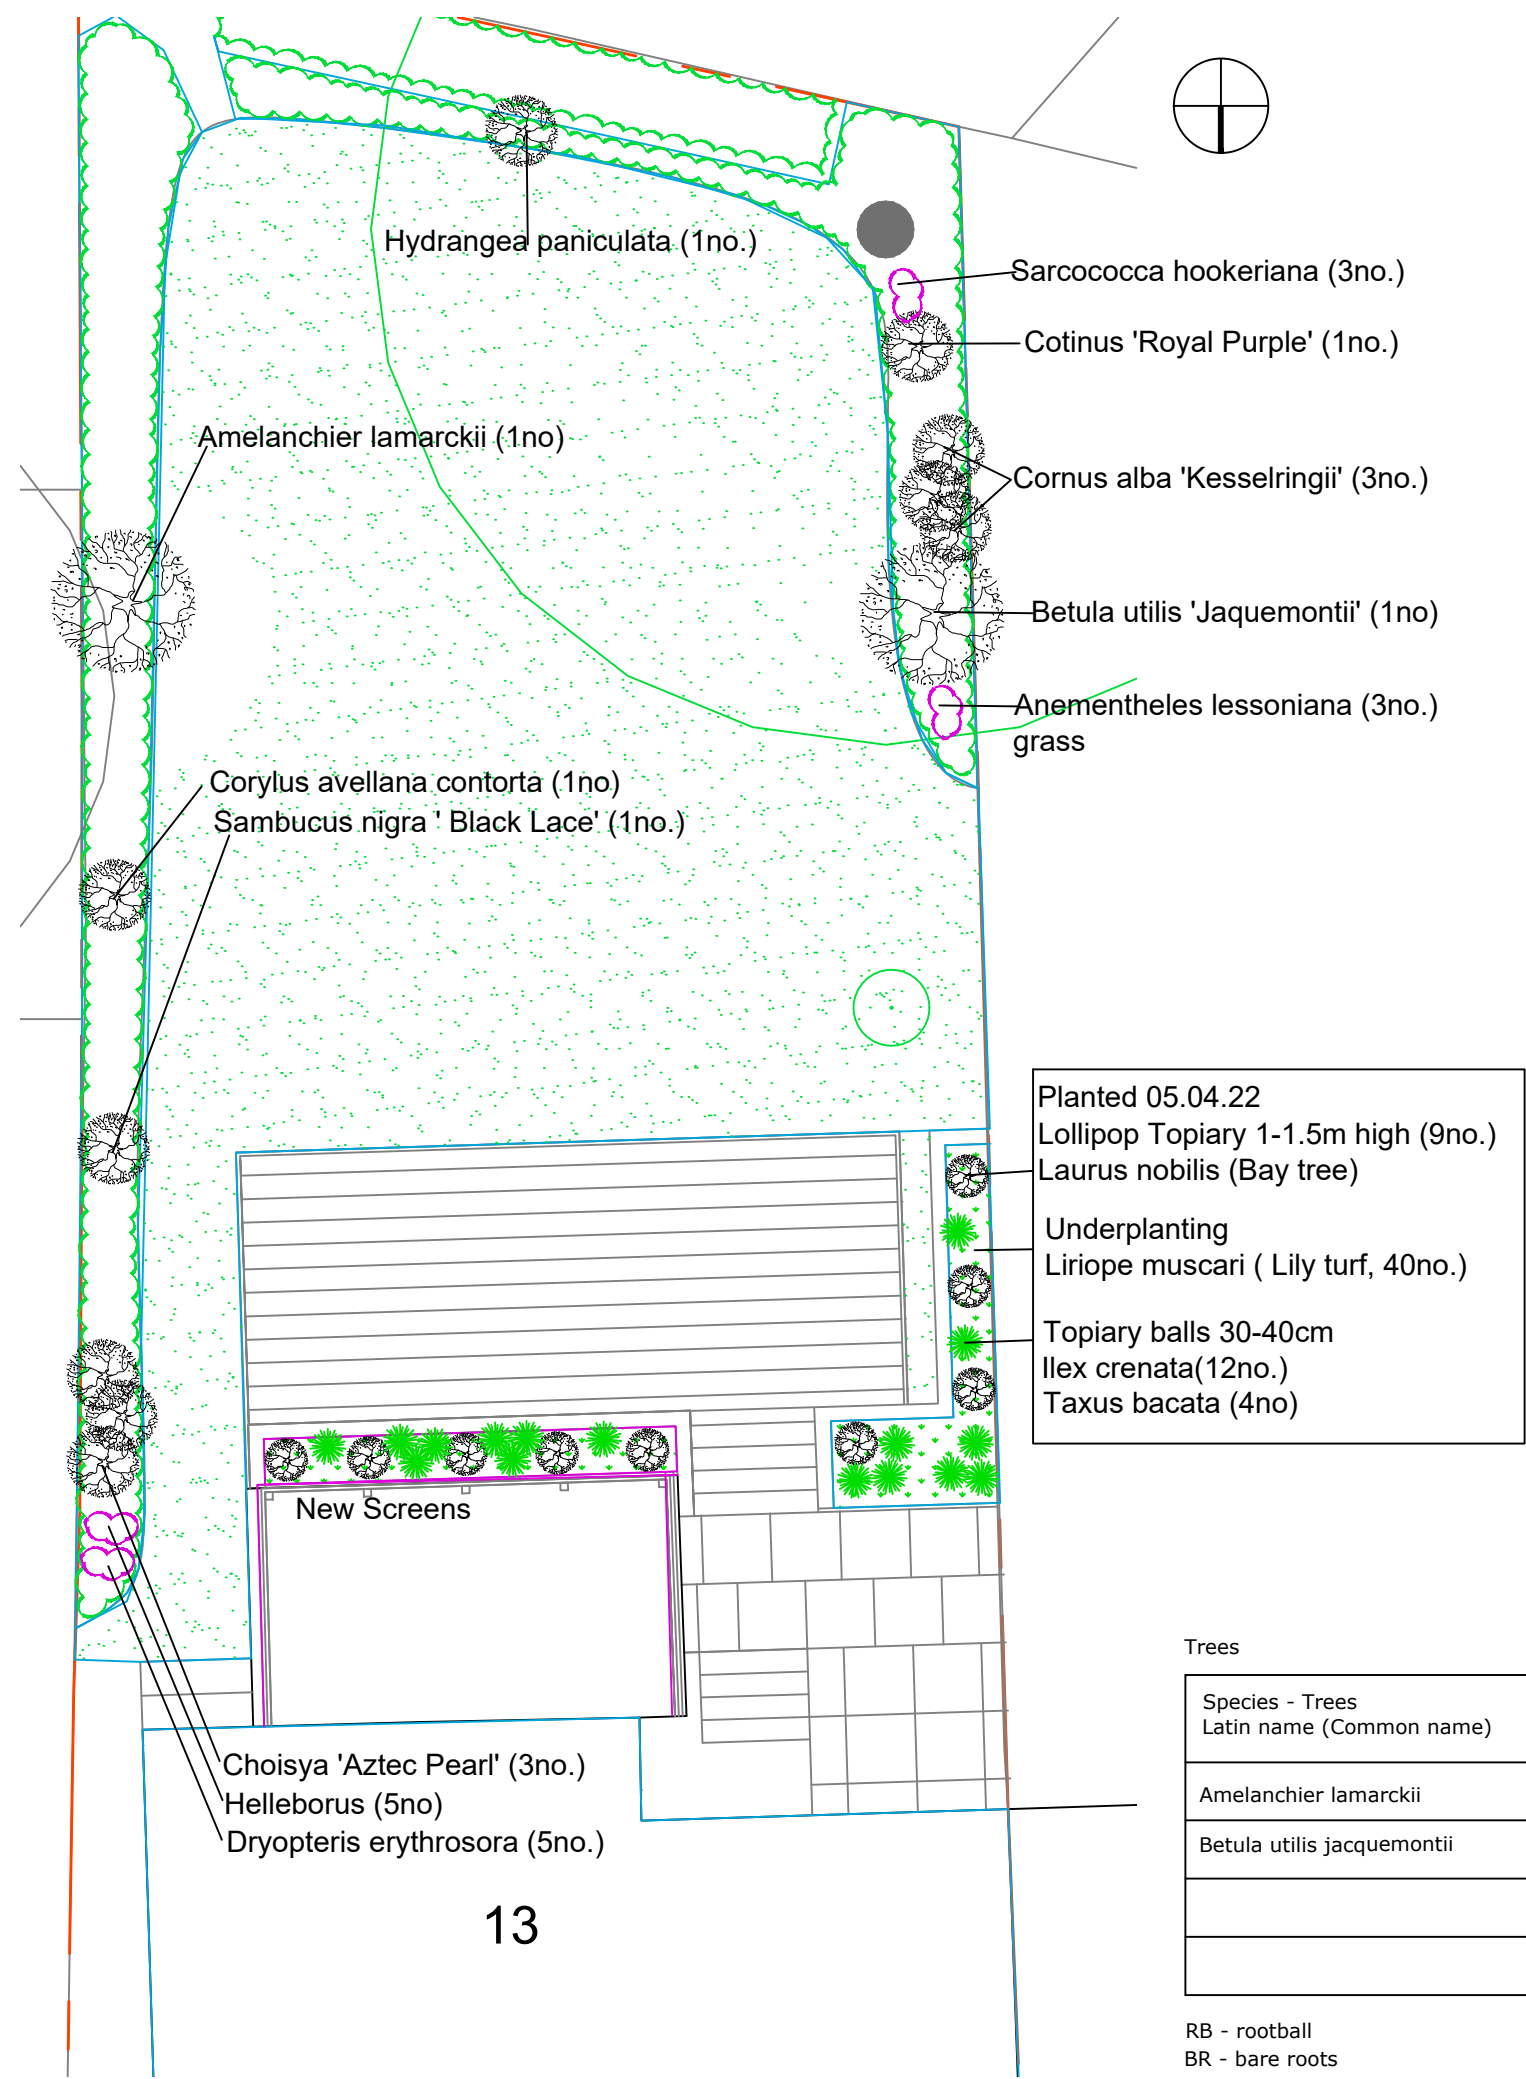 Hydrangea paniculata (1no.)
Sarcococca hookeriana (3no.)
Cotinus 'Royal Purple' (1no.)
Amelanchier lamarckii (1no)
Cornus alba 'Kesselringii' (3no.)
Betula utilis 'Jaquemontii' (1no)
Anementheles lessoniana (3no.)
grass
Corylus avellana contorta (1no)
Sambucus nigra ' Black Lace' (1no.)
Planted 05.04.22
Lollipop Topiary 1-1.5m high (9no.)
Laurus nobilis (Bay tree)
Underplanting
Liriope muscari ( Lily turf, 40no.)
Topiary balls 30-40cm
Ilex crenata(12no.)
Taxus bacata (4no)
New Screens
Choisya 'Aztec Pearl' (3no.)
Helleborus (5no)
Dryopteris erythrosora (5no.)
13
Trees
Species - Trees
Latin name (Common name)
Amelanchier lamarckii
Betula utilis jacquemontii
RB - rootball
BR - bare roots